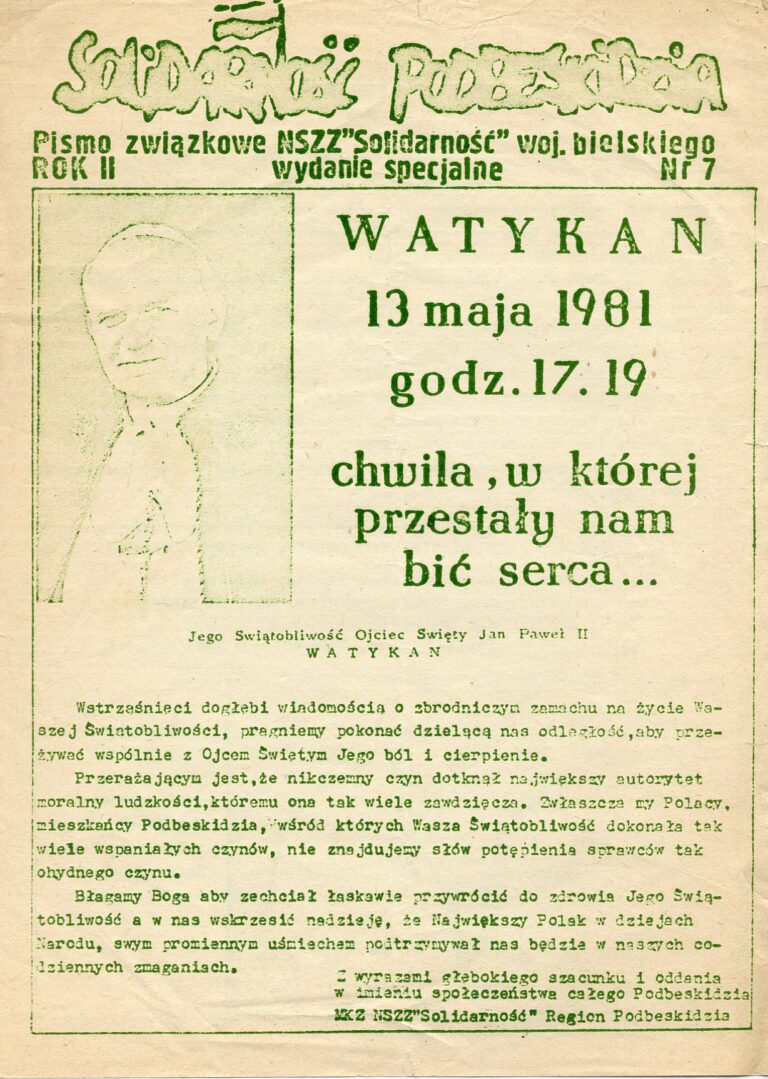 SOLIDARNOŚĆ PODBESKIDZIA
Pismo związkowe NSZZ"Solidarność" woj. bielskiego
ROK II wydanie specjalne Nr 7
WATYKAN
13 maja 1981
godz. 17.19
chwila, w której
przestały nam
bić serca...
Jego Swiątobliwość Ojciec Swięty Jan Paweł II
WATYKAN
Wstrząśnieci dogłębi wiadomością o zbrodniczym zamachu na życie Wa-
szej Świątobliwości, pragniemy pokonać dzielącą nas odległość,aby prze-
żywać wspólnie z Ojcem Świętym Jego ból i cierpienie.
Przerażającym jest,że nikczemny czyn dotknął największy autorytet
moralny ludzkości,któremu ona tak wiele zawdzięcza. Zwłaszcza my Polacy,
mieszkańcy Podbeskidzia, wśród których Wasza Świątobliwość dokonała tak
wiele wspaniałych czynów, nie znajdujemy słów potępienia sprawców tak
ohydnego czynu.
Błagamy Boga aby zechciał łaskawie przywrócić do zdrowia Jego Świą-
tobliwość a w nas wskrzesić nadzieję, że Największy Polak w dziejach
Narodu, swym promiennym uśmiechem podtrzymywał nas będzie w naszych co-
dziennych zmaganiach.
Z wyrazami głebokiego szacunku i oddania
w imieniu społeczeństwa całego Podbeskidzia
MKZ NSZZ"Solidarność" Region Podbeskidzia